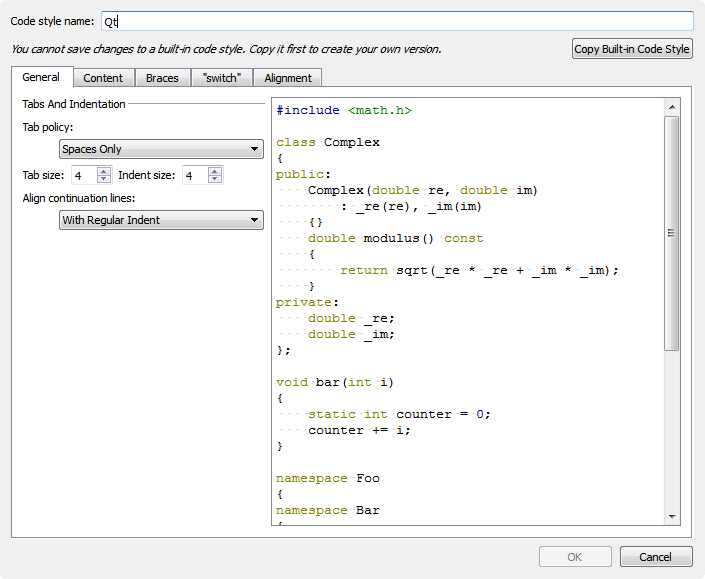 Code style name: Qt
You cannot save changes to a built-in code style. Copy it first to create your own version.
Copy Built-in Code Style
General Content Braces "switch" Alignment
Tabs And Indentation
Tab policy:
Spaces Only
Tab size: 4 Indent size: 4
Align continuation lines:
With Regular Indent
#include <math.h>

class Complex
{
public:
    Complex(double re, double im)
        : _re(re), _im(im)
    {}
    double modulus() const
    {
        return sqrt(_re * _re + _im * _im);
    }
private:
    double _re;
    double _im;
};

void bar(int i)
{
    static int counter = 0;
    counter += i;
}

namespace Foo
{
namespace Bar
{
OK Cancel